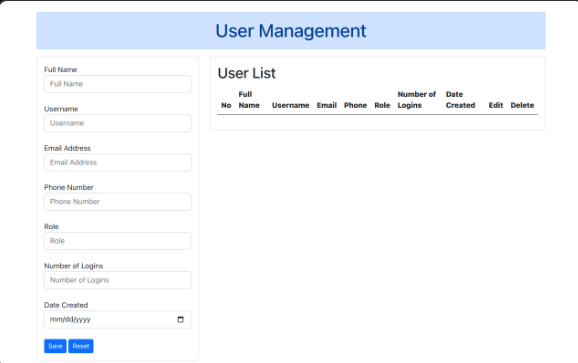 User Management
Full Name
Full Name
Username
Username
Email Address
Email Address
Phone Number
Phone Number
Role
Role
Number of Logins
Number of Logins
Date Created
mm/dd/yyyy
Save Reset
User List
No Full Name Username Email Phone Role Number of Logins Date Created Edit Delete